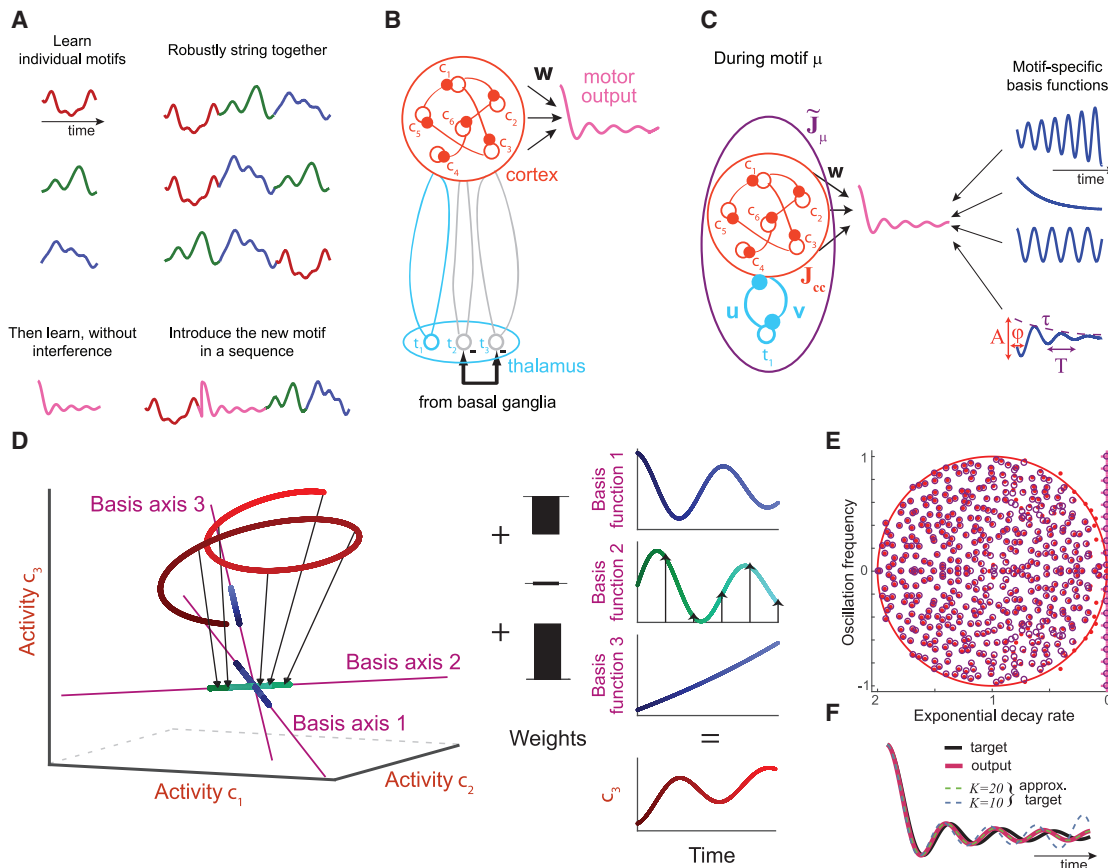 A
Learn
individual motifs
time
Robustly string together
Then learn, without
interference
Introduce the new motif
in a sequence
B
c1
c2
c3
c4
c5
c6
cortex
W
motor
output
t1
t2
t3
-
-
thalamus
from basal ganglia
C
During motif μ
J̃μ
c1
c2
c3
c4
c5
c6
Jcc
u
v
t1
w
Motif-specific
basis functions
time
A
φ
τ
T
D
Activity c3
Basis axis 3
Basis axis 2
Basis axis 1
Activity c1
Activity c2
+
+
Weights
Basis
function 1
Basis
function 2
Basis
function 3
=
c3
Time
E
Oscillation frequency
1
0
-1
2
1
0
Exponential decay rate
F
target
output
K=20
K=10
}
approx.
target
time